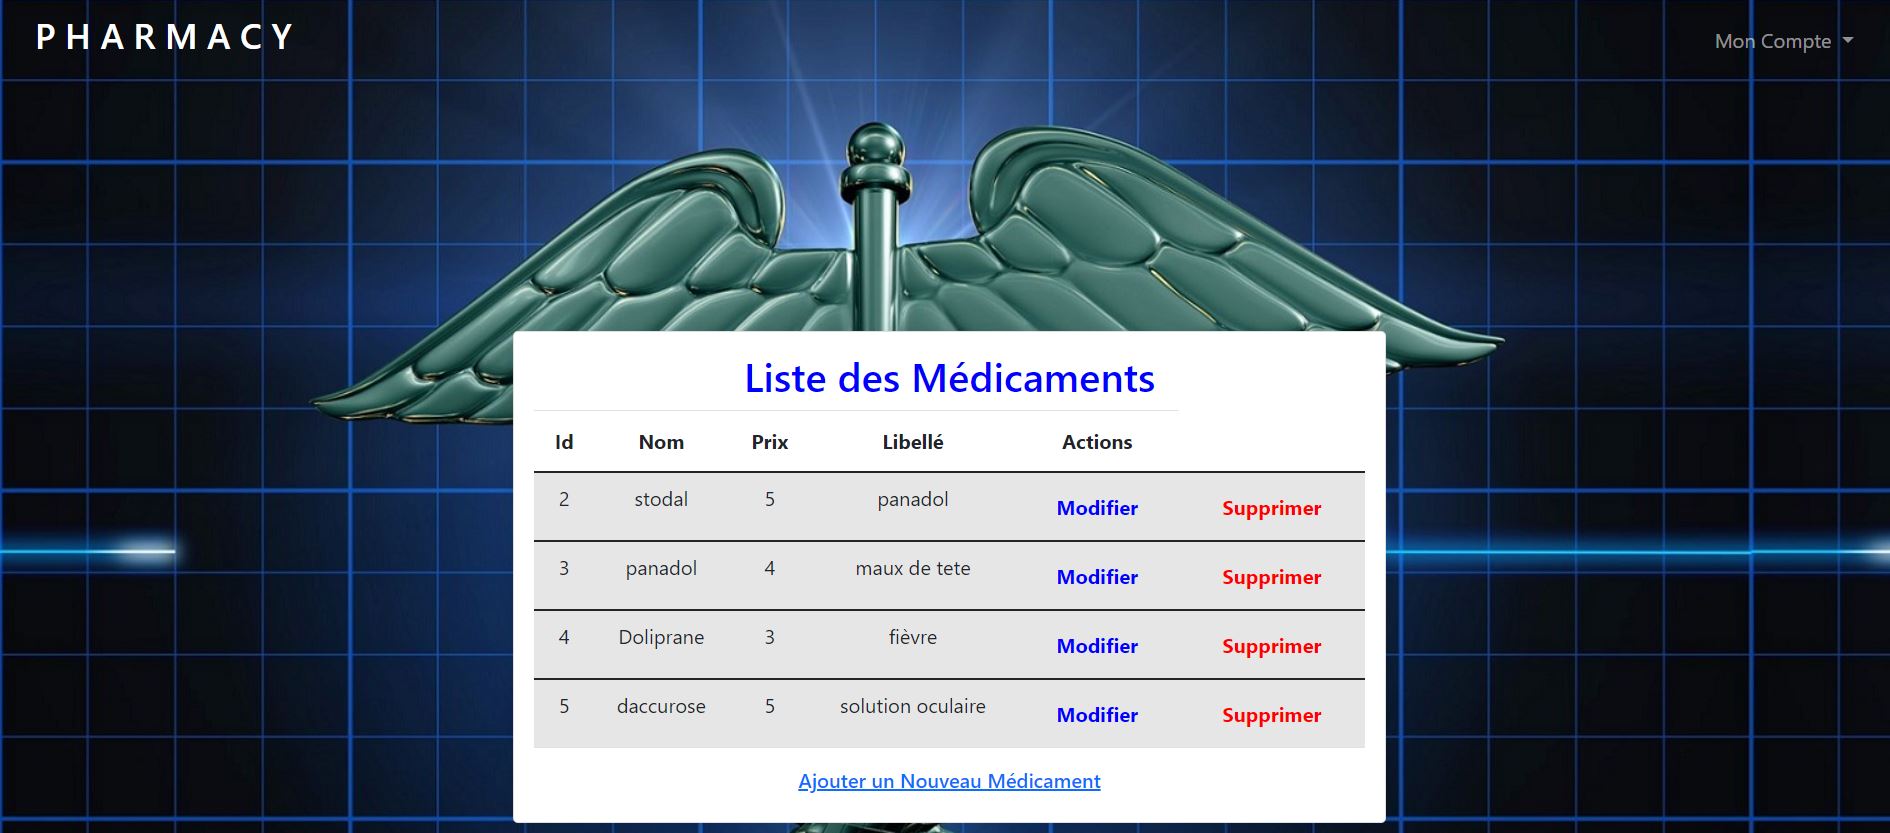 PHARMACY
Mon Compte
Liste des Médicaments
Id Nom Prix Libellé Actions
2 stodal 5 panadol Modifier Supprimer
3 panadol 4 maux de tete Modifier Supprimer
4 Doliprane 3 fièvre Modifier Supprimer
5 daccurose 5 solution oculaire Modifier Supprimer
Ajouter un Nouveau Médicament